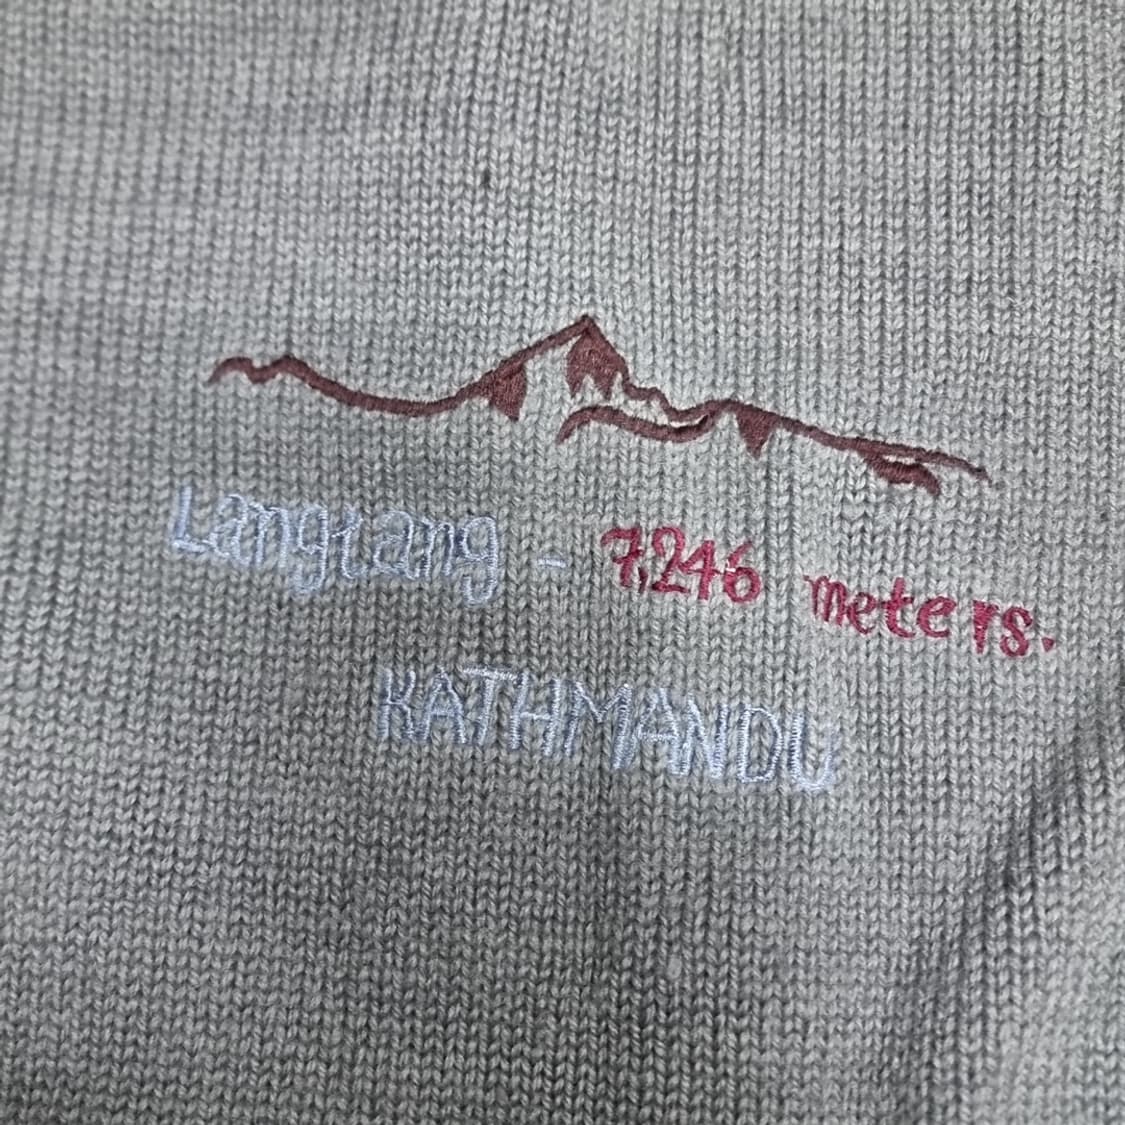 Langtang - 7,246 meters.
KATHMANDU